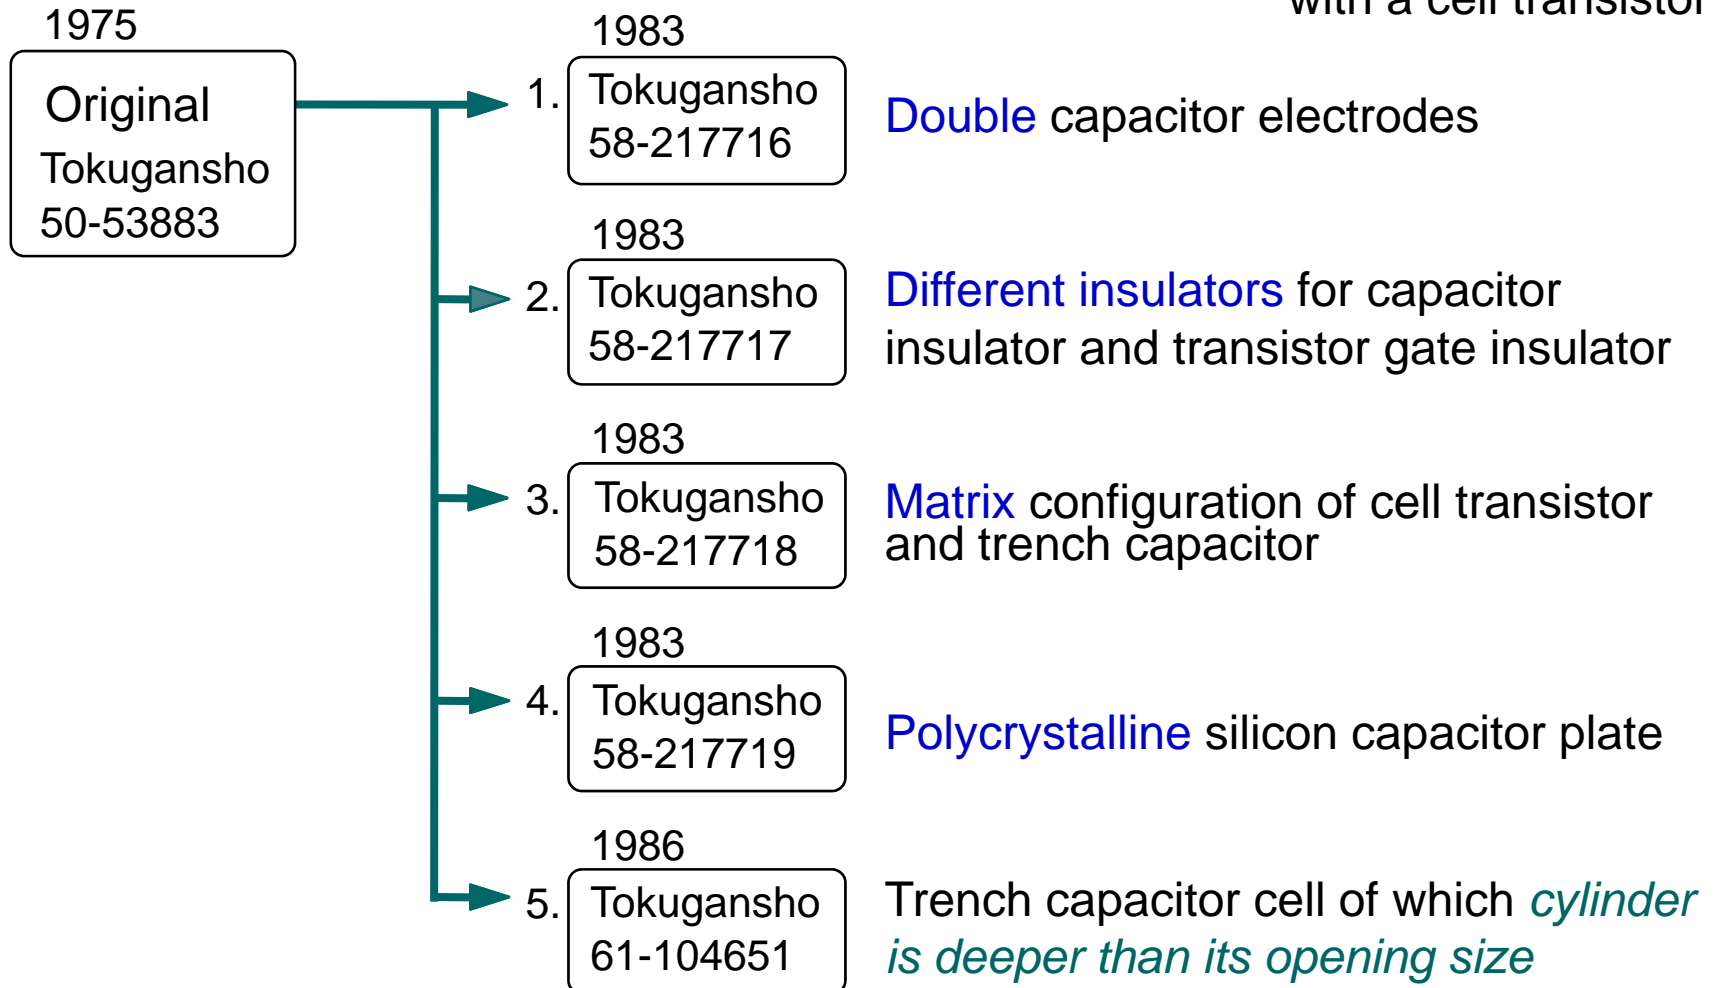 with a cell transistor
1975
Original
Tokugansho
50-53883
1983
1.
Tokugansho
58-217716
Double capacitor electrodes
1983
2.
Tokugansho
58-217717
Different insulators for capacitor
insulator and transistor gate insulator
1983
3.
Tokugansho
58-217718
Matrix configuration of cell transistor
and trench capacitor
1983
4.
Tokugansho
58-217719
Polycrystalline silicon capacitor plate
1986
5.
Tokugansho
61-104651
Trench capacitor cell of which cylinder
is deeper than its opening size